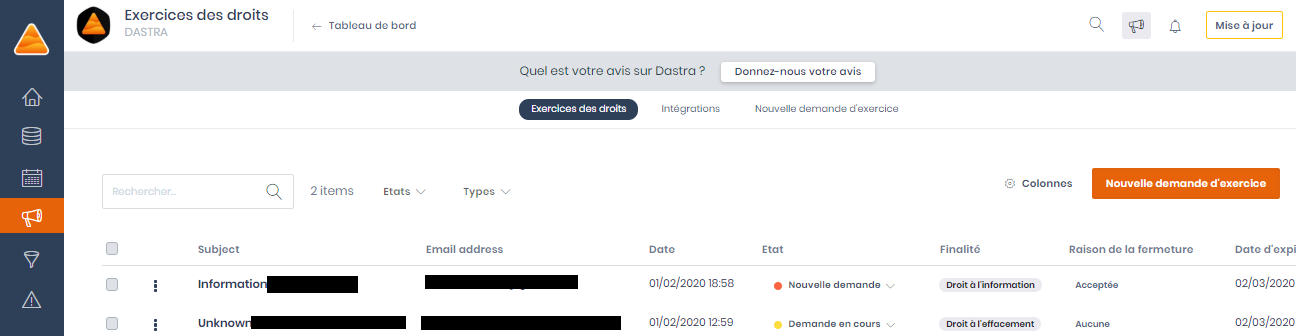 Exercices des droits
DASTRA
← Tableau de bord
Mise à jour
Quel est votre avis sur Dastra ? Donnez-nous votre avis
Exercices des droits Intégrations Nouvelle demande d'exercice
Rechercher... 2 items Etats Types Colonnes Nouvelle demande d'exercice
Subject Email address Date Etat Finalité Raison de la fermeture Date d'expi
Information 01/02/2020 18:58 Nouvelle demande Droit à l'information Acceptée 02/03/2020
Unknown 01/02/2020 12:59 Demande en cours Droit à l'effacement Aucune 02/03/2020